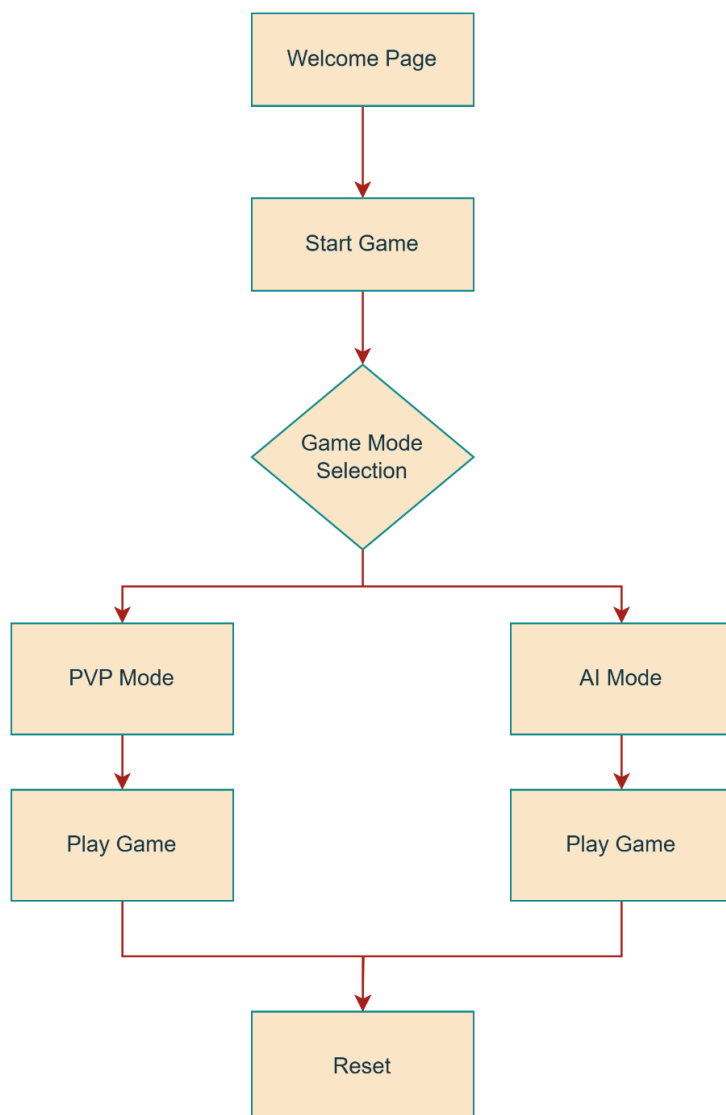 Welcome Page
Start Game
Game Mode
Selection
PVP Mode
AI Mode
Play Game
Play Game
Reset